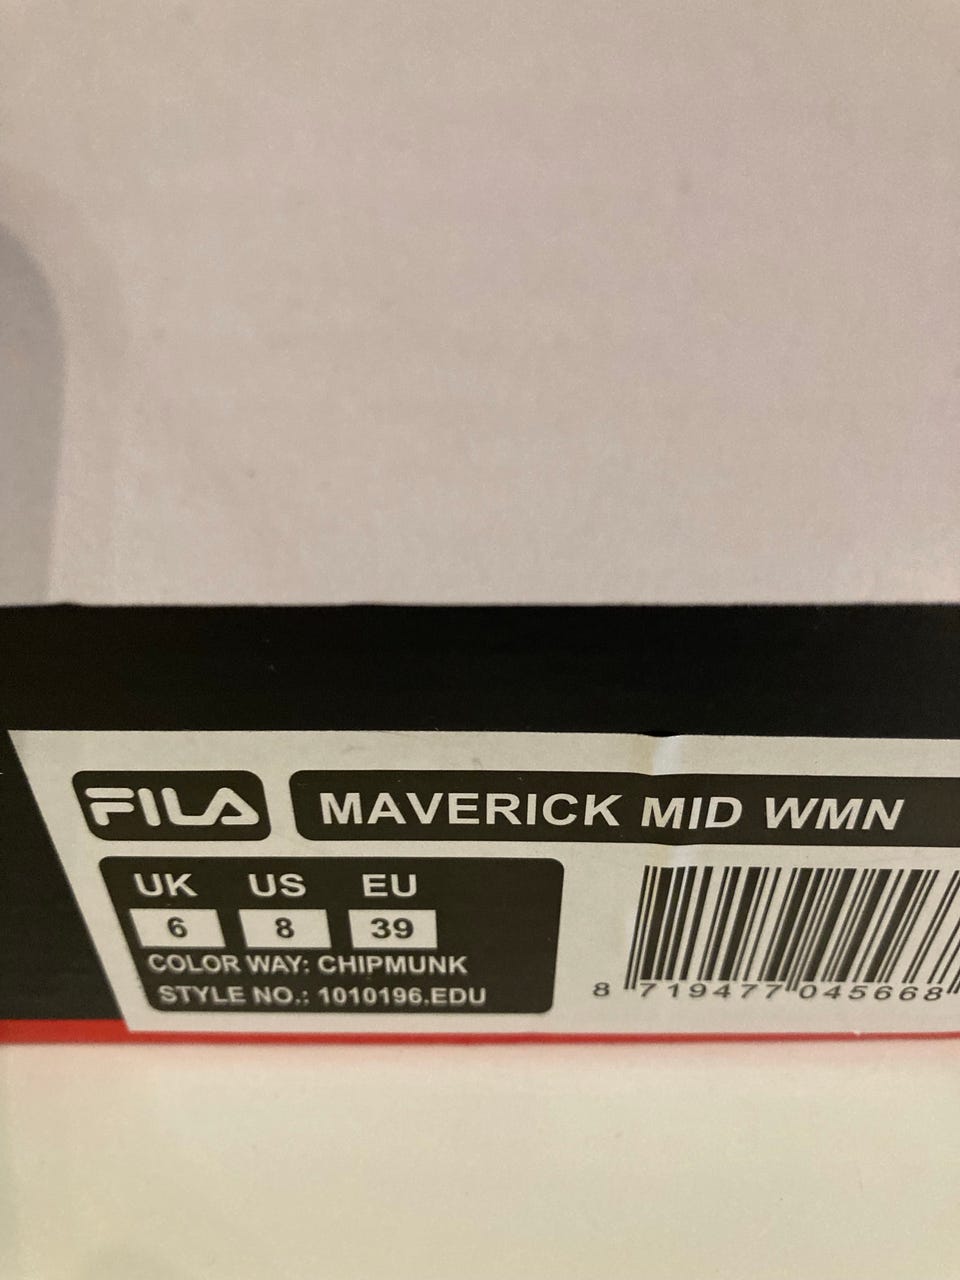 FILA MAVERICK MID WMN
UK US EU
6 8 39
COLOR WAY: CHIPMUNK
STYLE NO.: 1010196.EDU
8 719477 045668